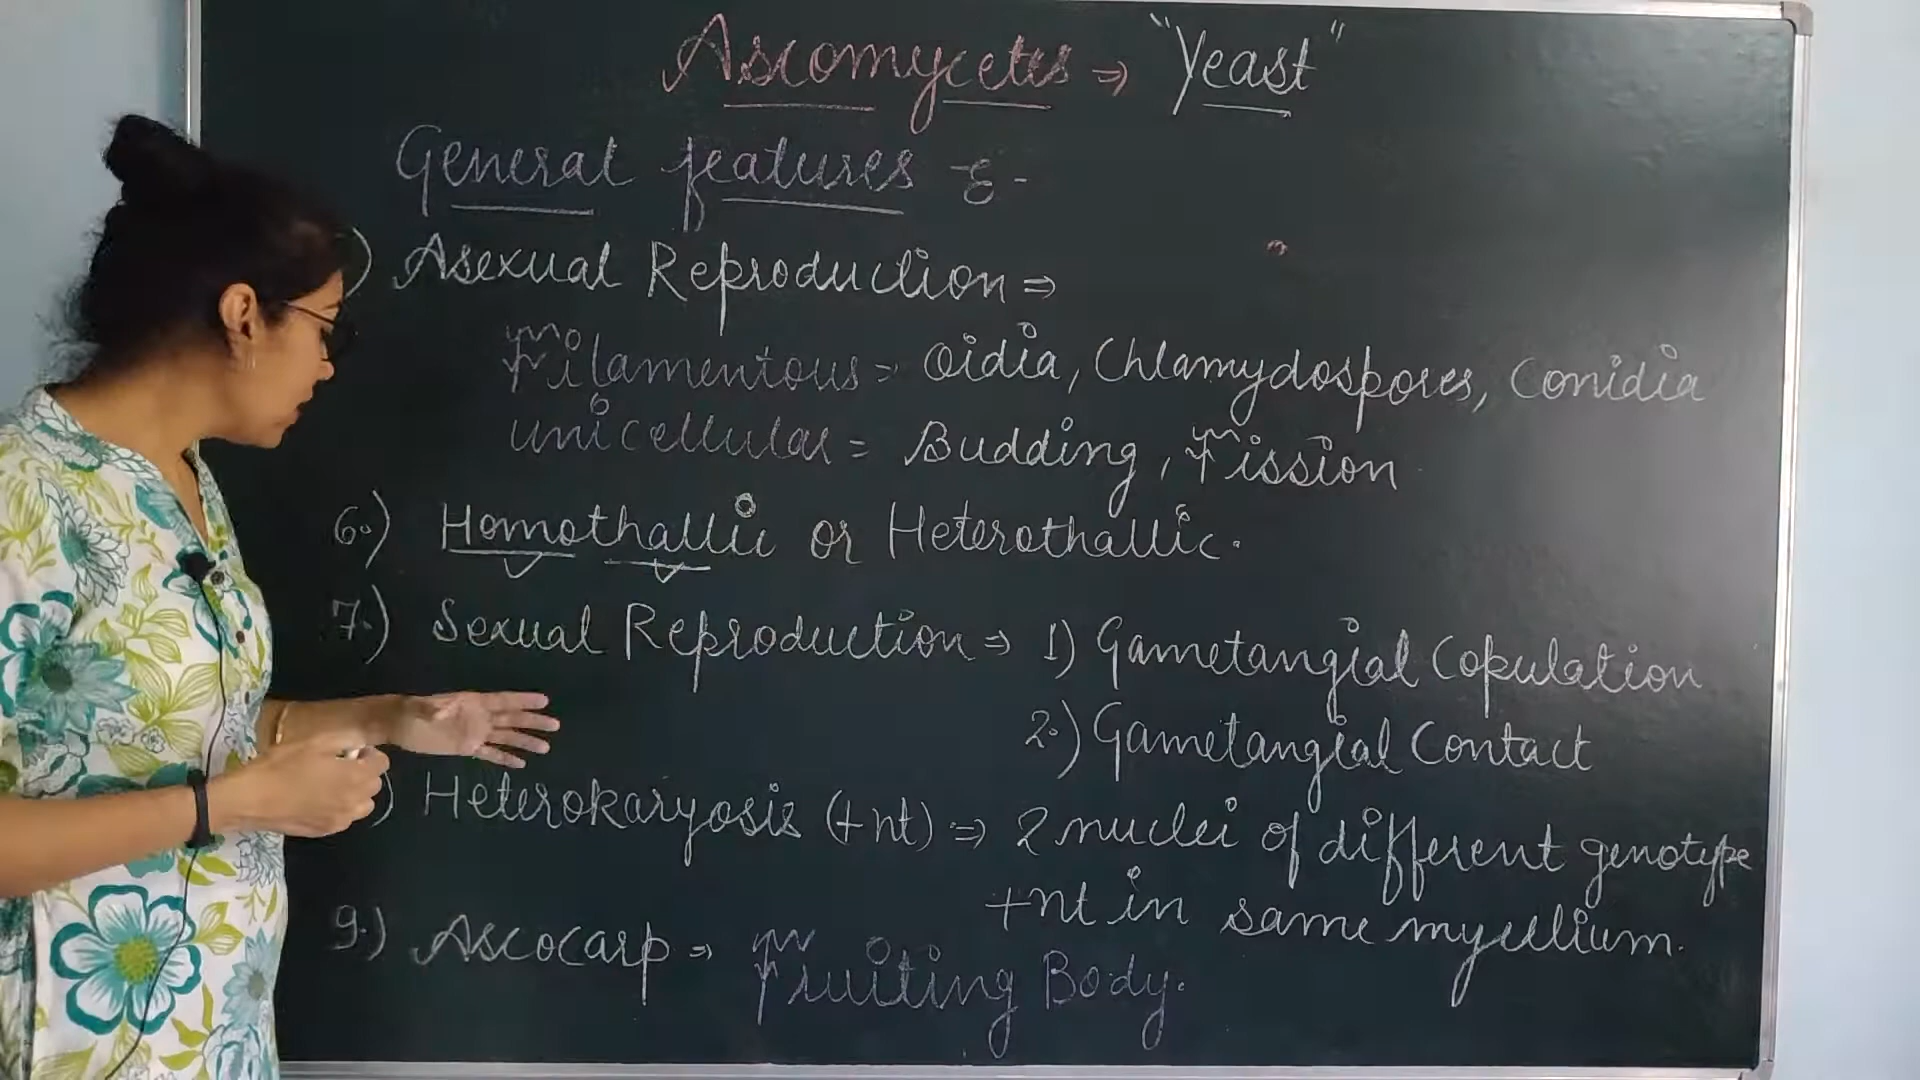 Ascomycetes ⇒ "Yeast"
General features :-
) Asexual Reproduction ⇒
Filamentous = Oidia, Chlamydospores, Conidia
unicellular = Budding, Fission
6.) Homothallic or Heterothallic.
7.) Sexual Reproduction ⇒ 1) Gametangial Copulation
2.) Gametangial Contact
) Heterokaryosis (+nt) ⇒ 2 nuclei of different genotype
+nt in same mycelium.
9.) Ascocarp ⇒ Fruiting Body.